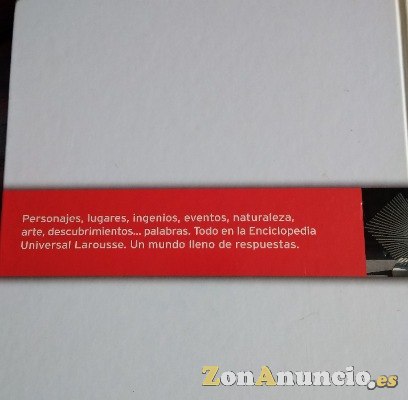 Personajes, lugares, ingenios, eventos, naturaleza,
arte, descubrimientos... palabras. Todo en la Enciclopedia
Universal Larousse. Un mundo lleno de respuestas.
ZonAnuncio.es